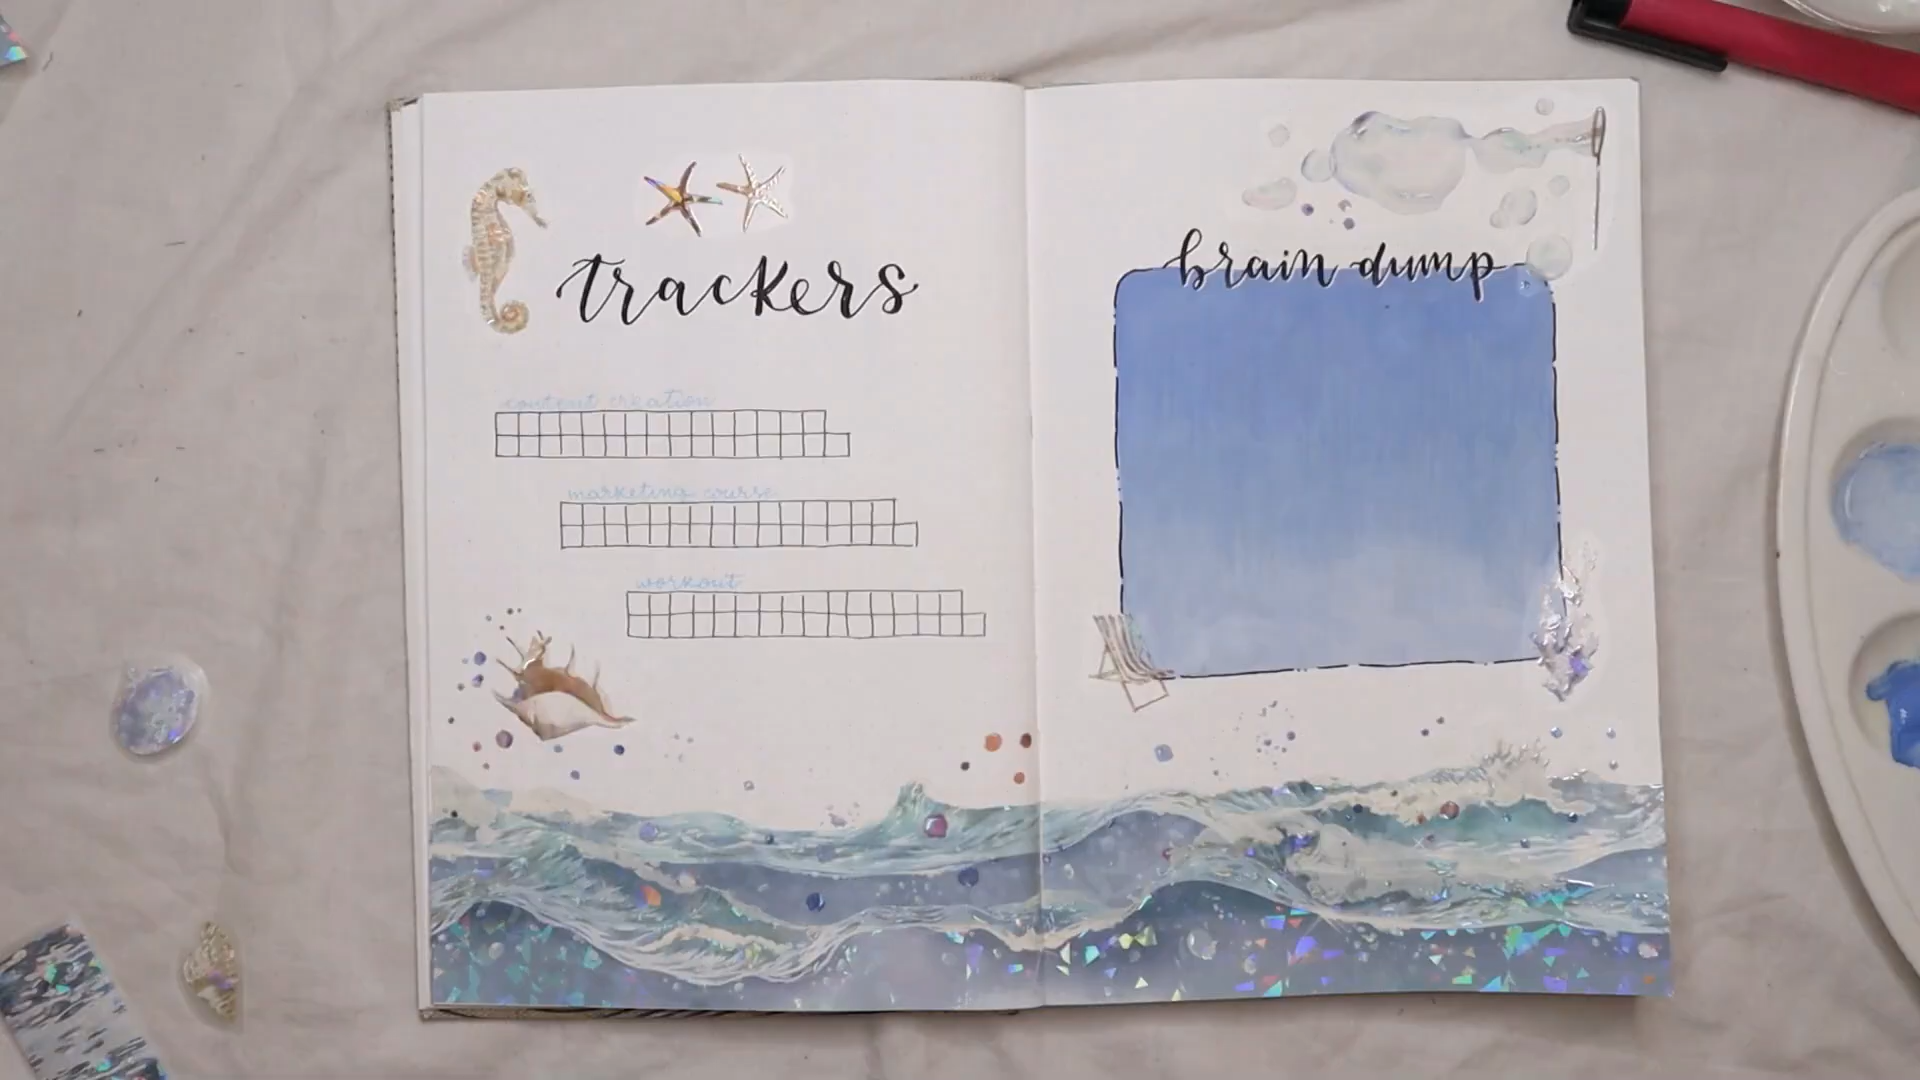 trackers
content creation
marketing course
workout
brain dump